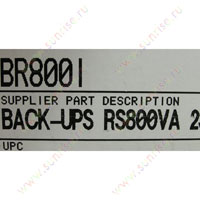 BR800I
SUPPLIER PART DESCRIPTION
BACK-UPS RS800VA
UPC